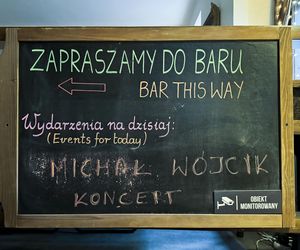 ZAPRASZAMY DO BARU
BAR THIS WAY
Wydarzenia na dzisiaj:
(Events for today)
MICHAŁ WÓJCIK
KONCERT
OBIEKT
MONITOROWANY